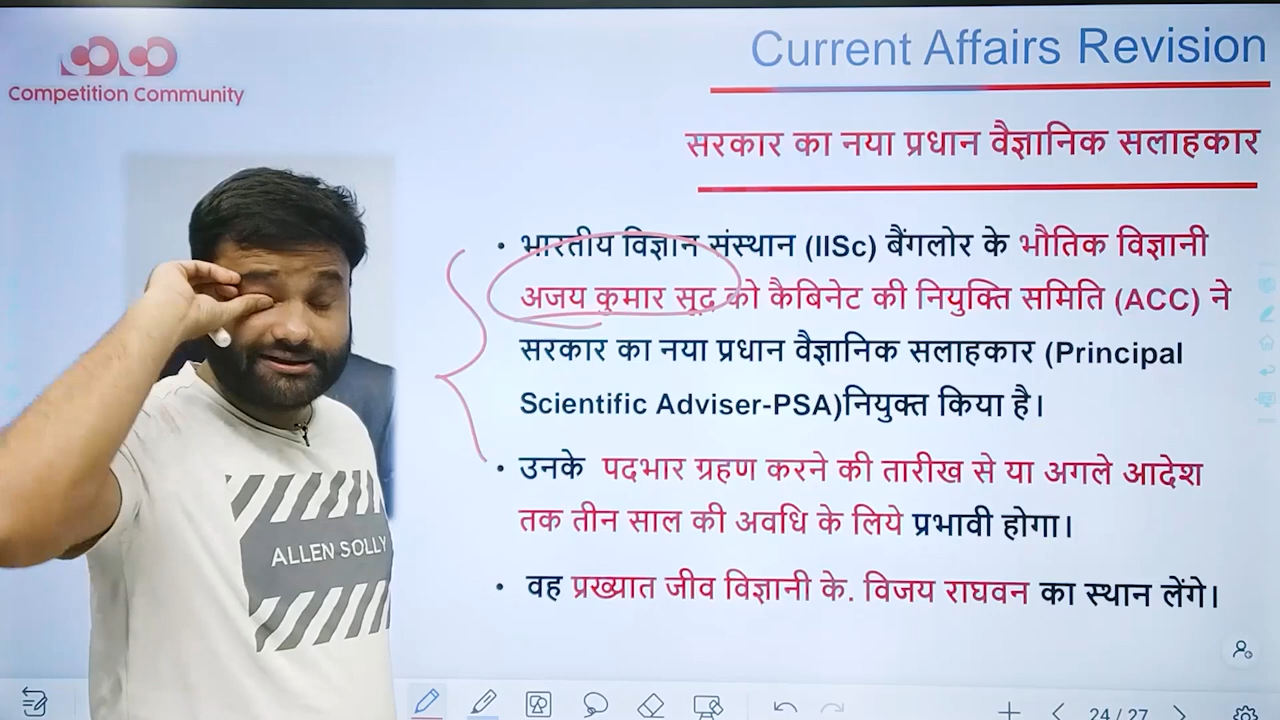 Competition Community
Current Affairs Revision
सरकार का नया प्रधान वैज्ञानिक सलाहकार
• भारतीय विज्ञान संस्थान (IISc) बैंगलोर के भौतिक विज्ञानी
अजय कुमार सूद को कैबिनेट की नियुक्ति समिति (ACC) ने
सरकार का नया प्रधान वैज्ञानिक सलाहकार (Principal
Scientific Adviser-PSA)नियुक्त किया है।
• उनके पदभार ग्रहण करने की तारीख से या अगले आदेश
तक तीन साल की अवधि के लिये प्रभावी होगा।
• वह प्रख्यात जीव विज्ञानी के. विजय राघवन का स्थान लेंगे।
ALLEN SOLLY
24 / 27